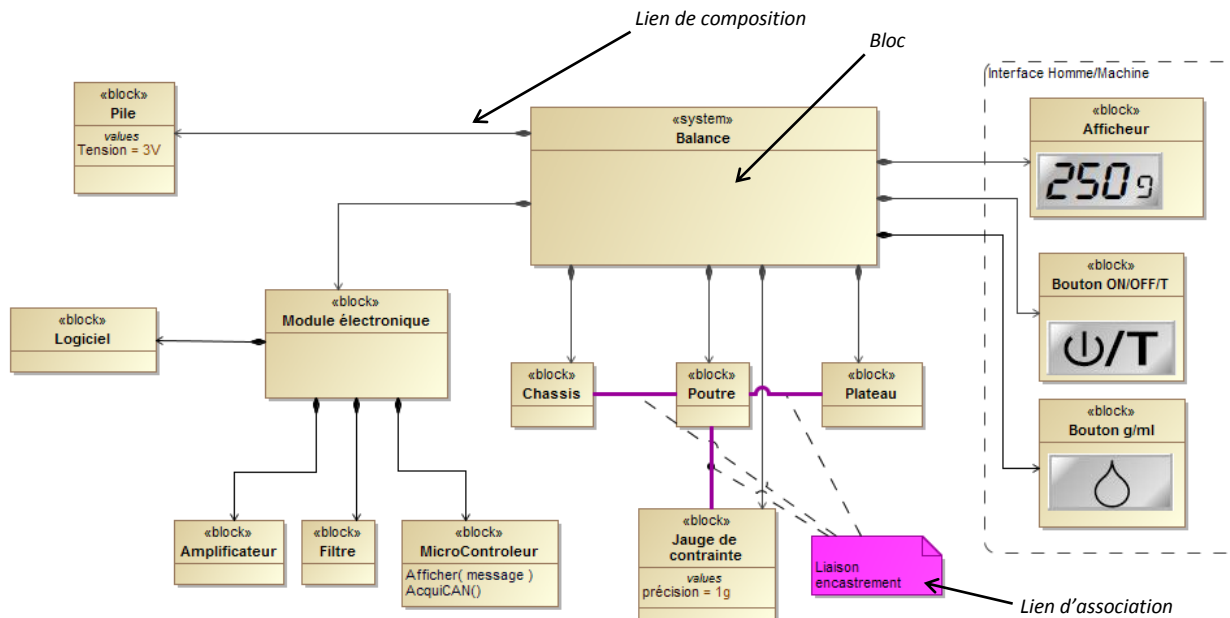 Lien de composition
Bloc
«block»
Pile
values
Tension = 3V
«system»
Balance
Interface Homme/Machine
«block»
Afficheur
250g
«block»
Bouton ON/OFF/T
/T
«block»
Bouton g/ml
«block»
Module électronique
«block»
Logiciel
«block»
Chassis
«block»
Poutre
«block»
Plateau
«block»
Amplificateur
«block»
Filtre
«block»
MicroControleur
Afficher( message )
AcquiCAN()
«block»
Jauge de
contrainte
values
précision = 1g
Liaison
encastrement
Lien d'association